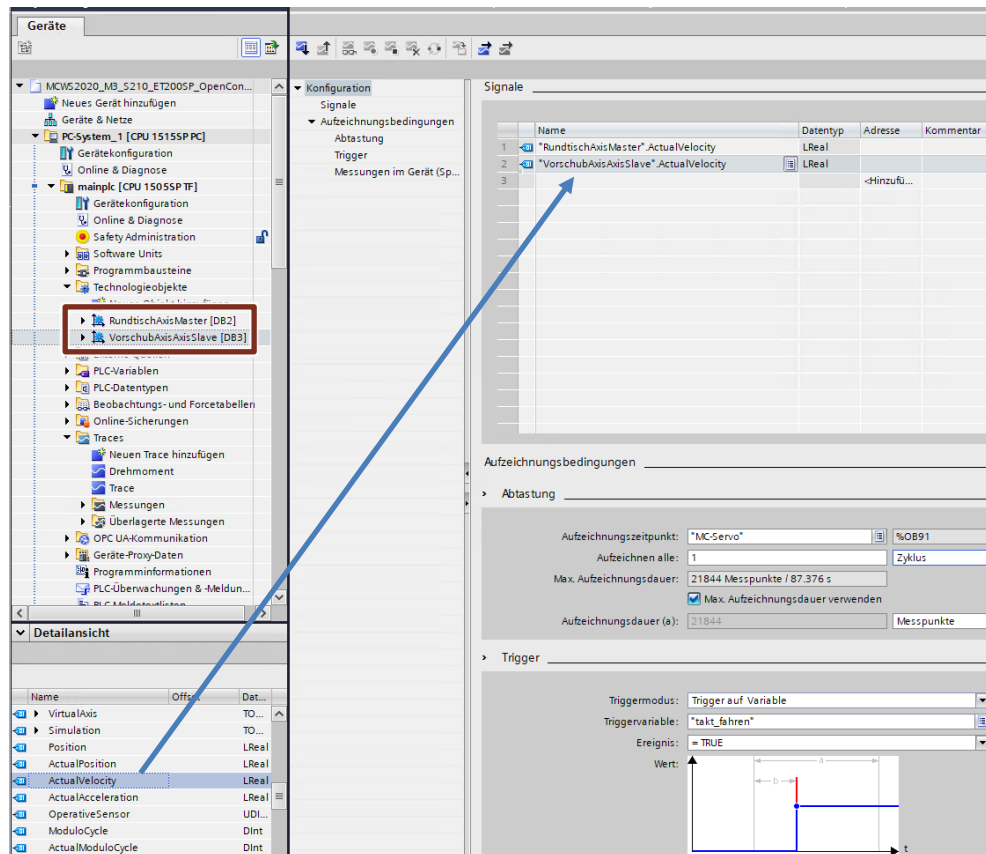 Geräte
MCWS2020_M3_S210_ET200SP_OpenCon...
Neues Gerät hinzufügen
Geräte & Netze
PC-System_1 [CPU 1515SP PC]
Gerätekonfiguration
Online & Diagnose
mainplc [CPU 1505SP TF]
Gerätekonfiguration
Online & Diagnose
Safety Administration
Software Units
Programmbausteine
Technologieobjekte
RundtischAxisMaster [DB2]
VorschubAxisAxisSlave [DB3]
PLC-Variablen
PLC-Datentypen
Beobachtungs- und Forcetabellen
Online-Sicherungen
Traces
Neuen Trace hinzufügen
Drehmoment
Trace
Messungen
Überlagerte Messungen
OPC UA-Kommunikation
Geräte-Proxy-Daten
Programminformationen
PLC-Überwachungen & -Meldun...
Detailansicht
Name Offset Dat...
VirtualAxis TO...
Simulation TO...
Position LReal
ActualPosition LReal
ActualVelocity LReal
ActualAcceleration LReal
OperativeSensor UDI...
ModuloCycle DInt
ActualModuloCycle DInt
Konfiguration
Signale
Aufzeichnungsbedingungen
Abtastung
Trigger
Messungen im Gerät (Sp...
Signale
Name Datentyp Adresse Kommentar
1 "RundtischAxisMaster".ActualVelocity LReal
2 "VorschubAxisAxisSlave".ActualVelocity LReal
3 <Hinzufü...
Aufzeichnungsbedingungen
Abtastung
Aufzeichnungszeitpunkt: "MC-Servo" %OB91
Aufzeichnen alle: 1 Zyklus
Max. Aufzeichnungsdauer: 21844 Messpunkte / 87.376 s
Max. Aufzeichnungsdauer verwenden
Aufzeichnungsdauer (a): 21844 Messpunkte
Trigger
Triggermodus: Trigger auf Variable
Triggervariable: "takt_fahren"
Ereignis: = TRUE
Wert:
a
b
t